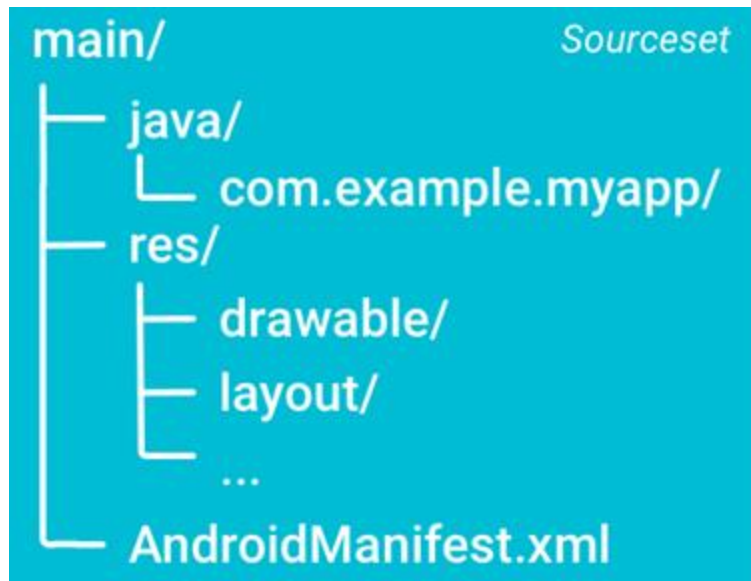 main/ Sourceset
java/
com.example.myapp/
res/
drawable/
layout/
...
AndroidManifest.xml